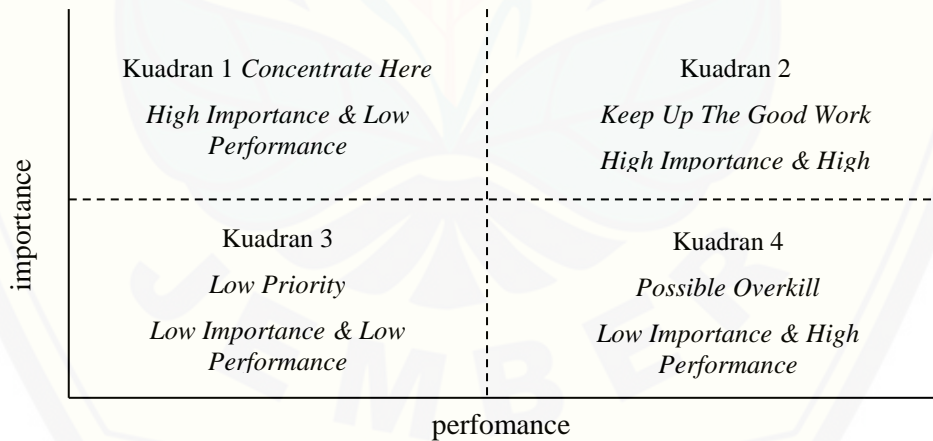 Kuadran 1 Concentrate Here
High Importance & Low
Performance
Kuadran 2
Keep Up The Good Work
High Importance & High
importance
Kuadran 3
Low Priority
Low Importance & Low
Performance
Kuadran 4
Possible Overkill
Low Importance & High
Performance
perfomance
JEMBER